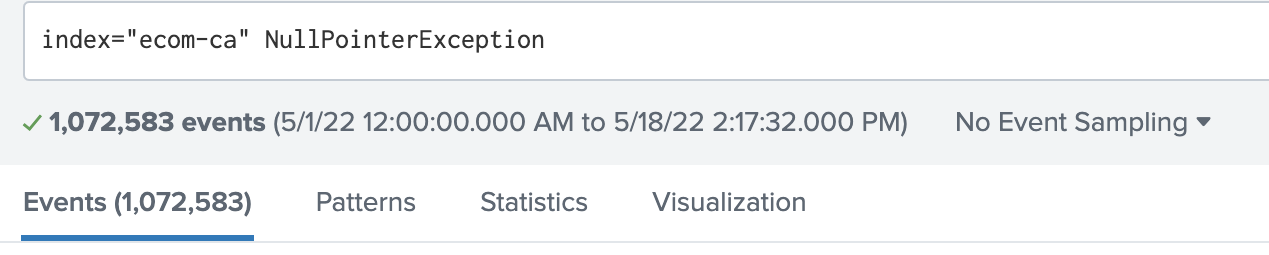 index="ecom-ca" NullPointerException
1,072,583 events (5/1/22 12:00:00.000 AM to 5/18/22 2:17:32.000 PM) No Event Sampling
Events (1,072,583) Patterns Statistics Visualization